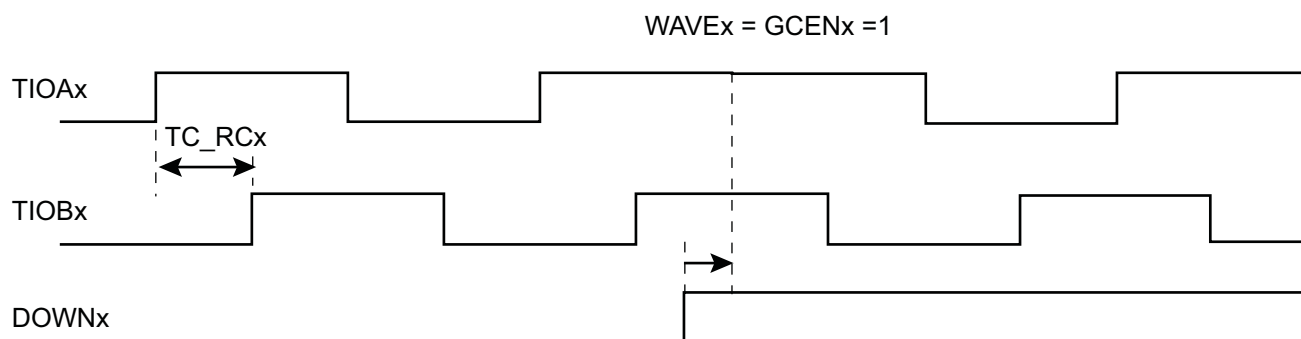 WAVEx = GCENx =1
TIOAx
TC_RCx
TIOBx
DOWNx